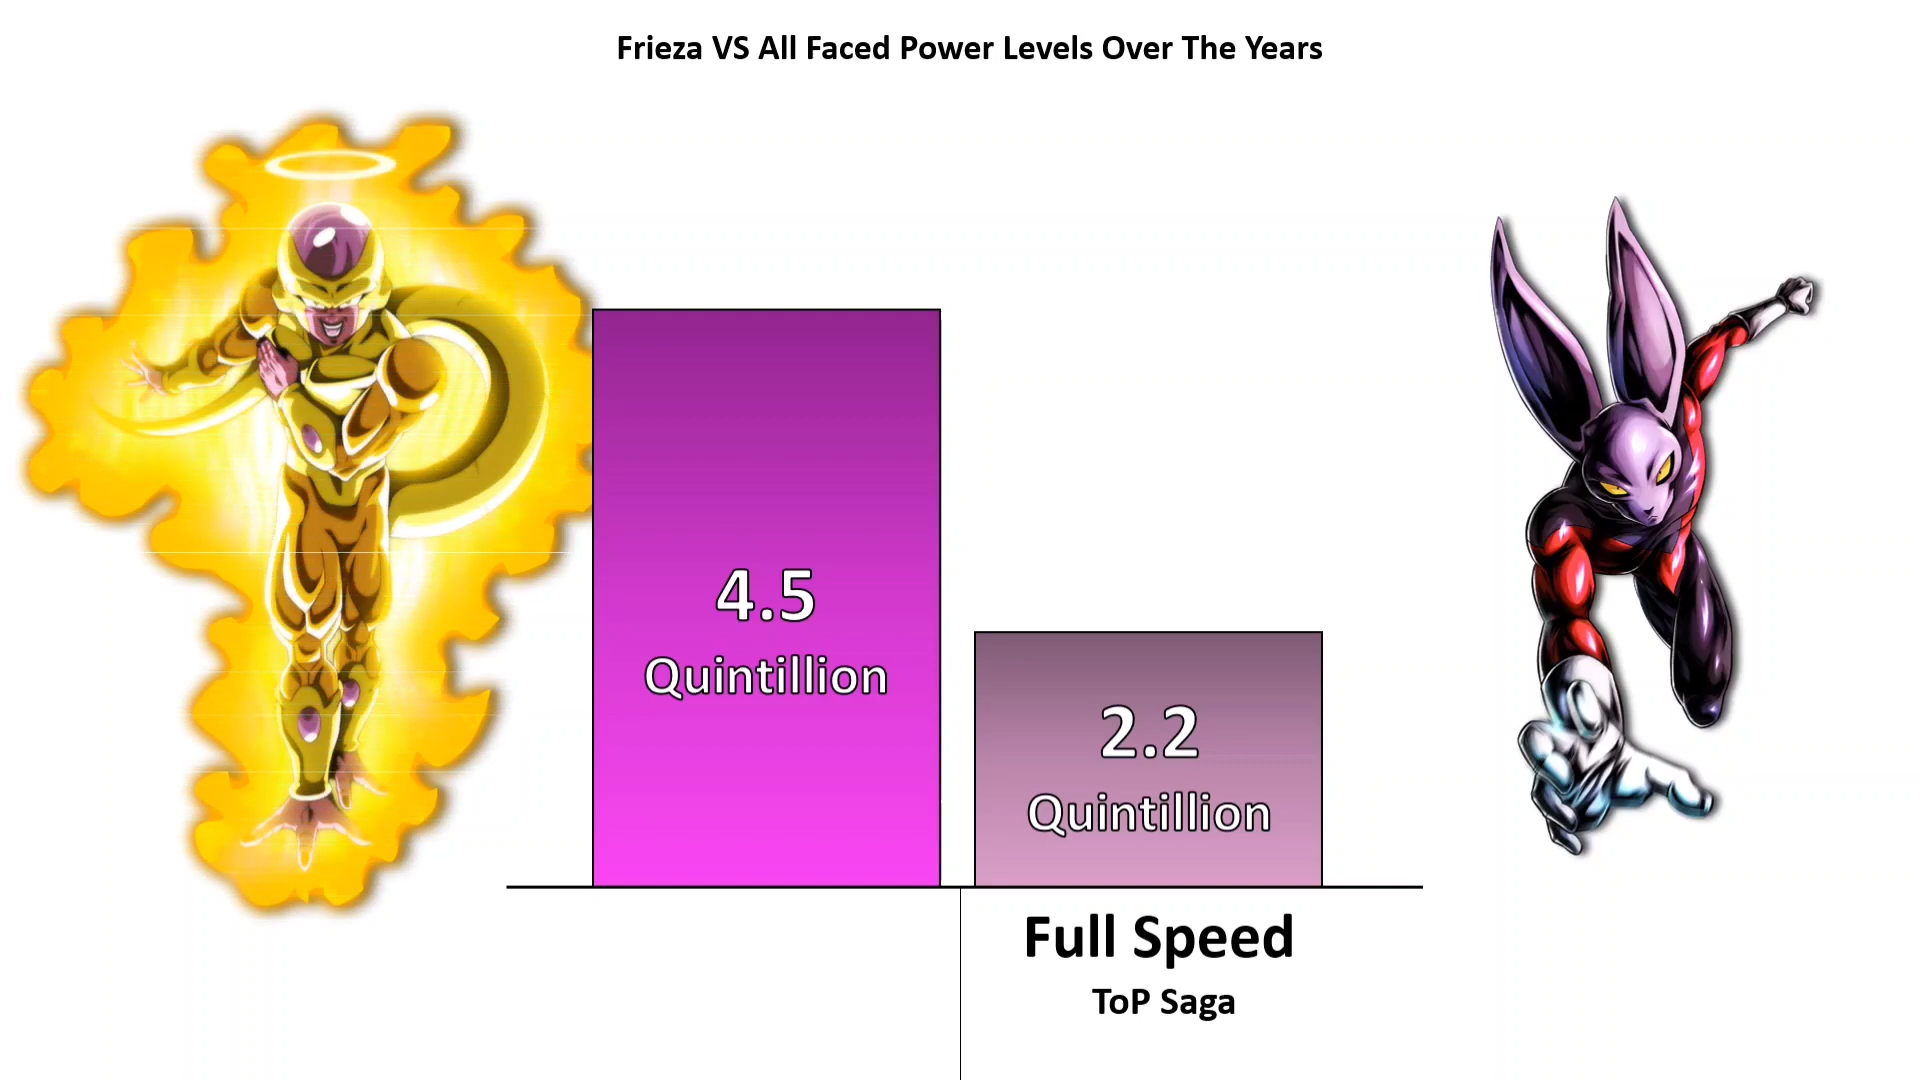 Frieza VS All Faced Power Levels Over The Years
4.5
Quintillion
2.2
Quintillion
Full Speed
ToP Saga